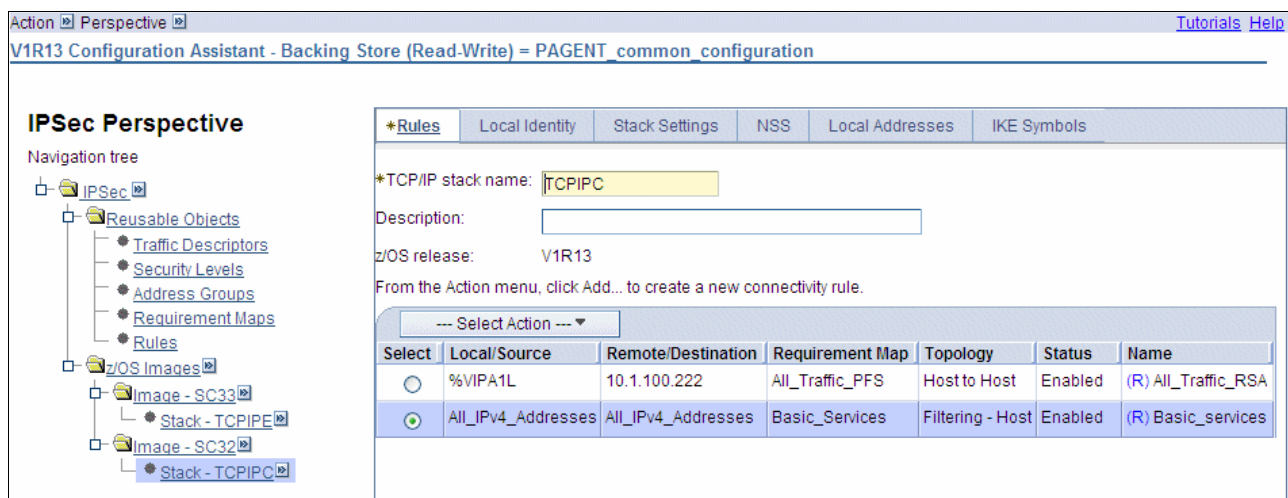 Action Perspective Tutorials Help
V1R13 Configuration Assistant - Backing Store (Read-Write) = PAGENT_common_configuration
IPSec Perspective
Navigation tree
IPSec
Reusable Objects
Traffic Descriptors
Security Levels
Address Groups
Requirement Maps
Rules
z/OS Images
Image - SC33
Stack - TCPIPE
Image - SC32
Stack - TCPIPC
*Rules Local Identity Stack Settings NSS Local Addresses IKE Symbols
*TCP/IP stack name: TCPIPC
Description:
z/OS release: V1R13
From the Action menu, click Add... to create a new connectivity rule.
--- Select Action ---
Select Local/Source Remote/Destination Requirement Map Topology Status Name
%VIPA1L 10.1.100.222 All_Traffic_PFS Host to Host Enabled (R) All_Traffic_RSA
All_IPv4_Addresses All_IPv4_Addresses Basic_Services Filtering - Host Enabled (R) Basic_services